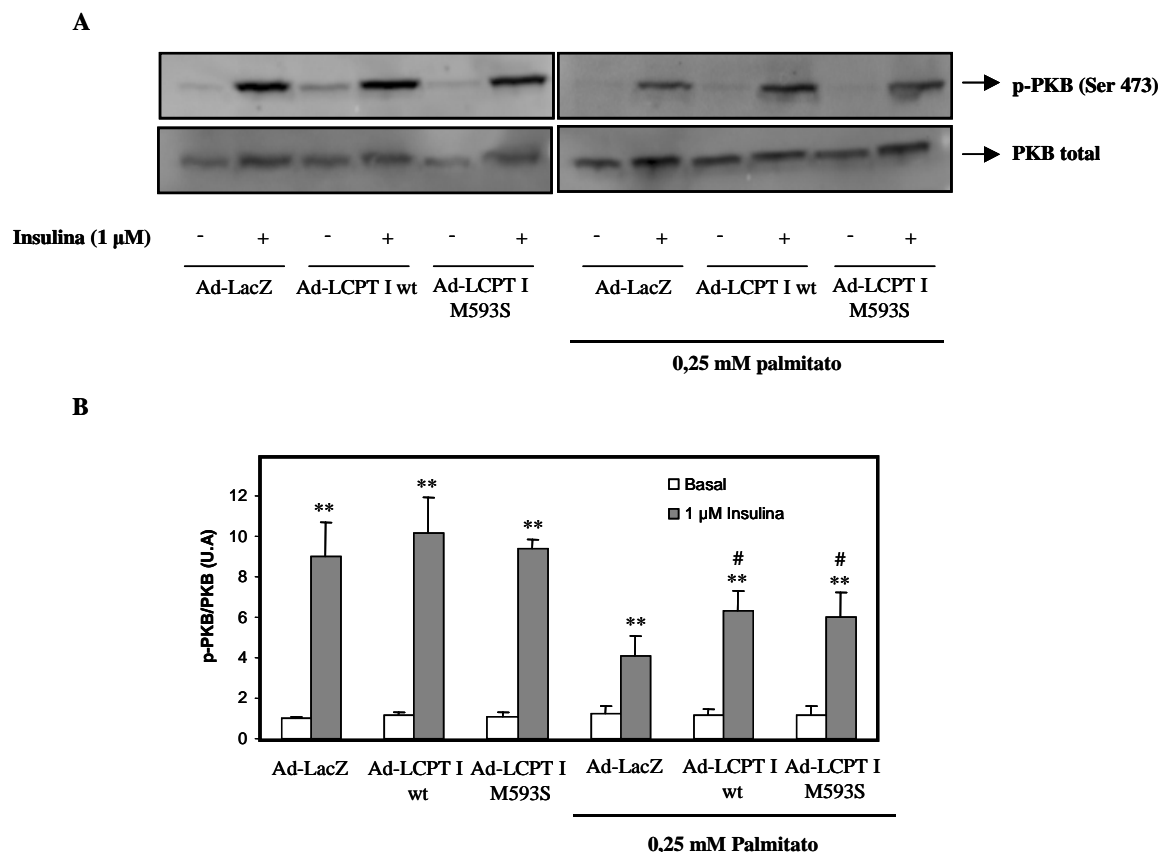 A
p-PKB (Ser 473)
PKB total
Insulina (1 µM) - + - + - + - + - + - +
Ad-LacZ Ad-LCPT I wt Ad-LCPT I Ad-LacZ Ad-LCPT I wt Ad-LCPT I
M593S M593S
0,25 mM palmitato
B
p-PKB/PKB (U.A)
12
10
8
6
4
2
0
Basal
1 µM Insulina
** ** ** ** # ** # **
Ad-LacZ Ad-LCPT I Ad-LCPT I Ad-LacZ Ad-LCPT I Ad-LCPT I
wt M593S wt M593S
0,25 mM Palmitato